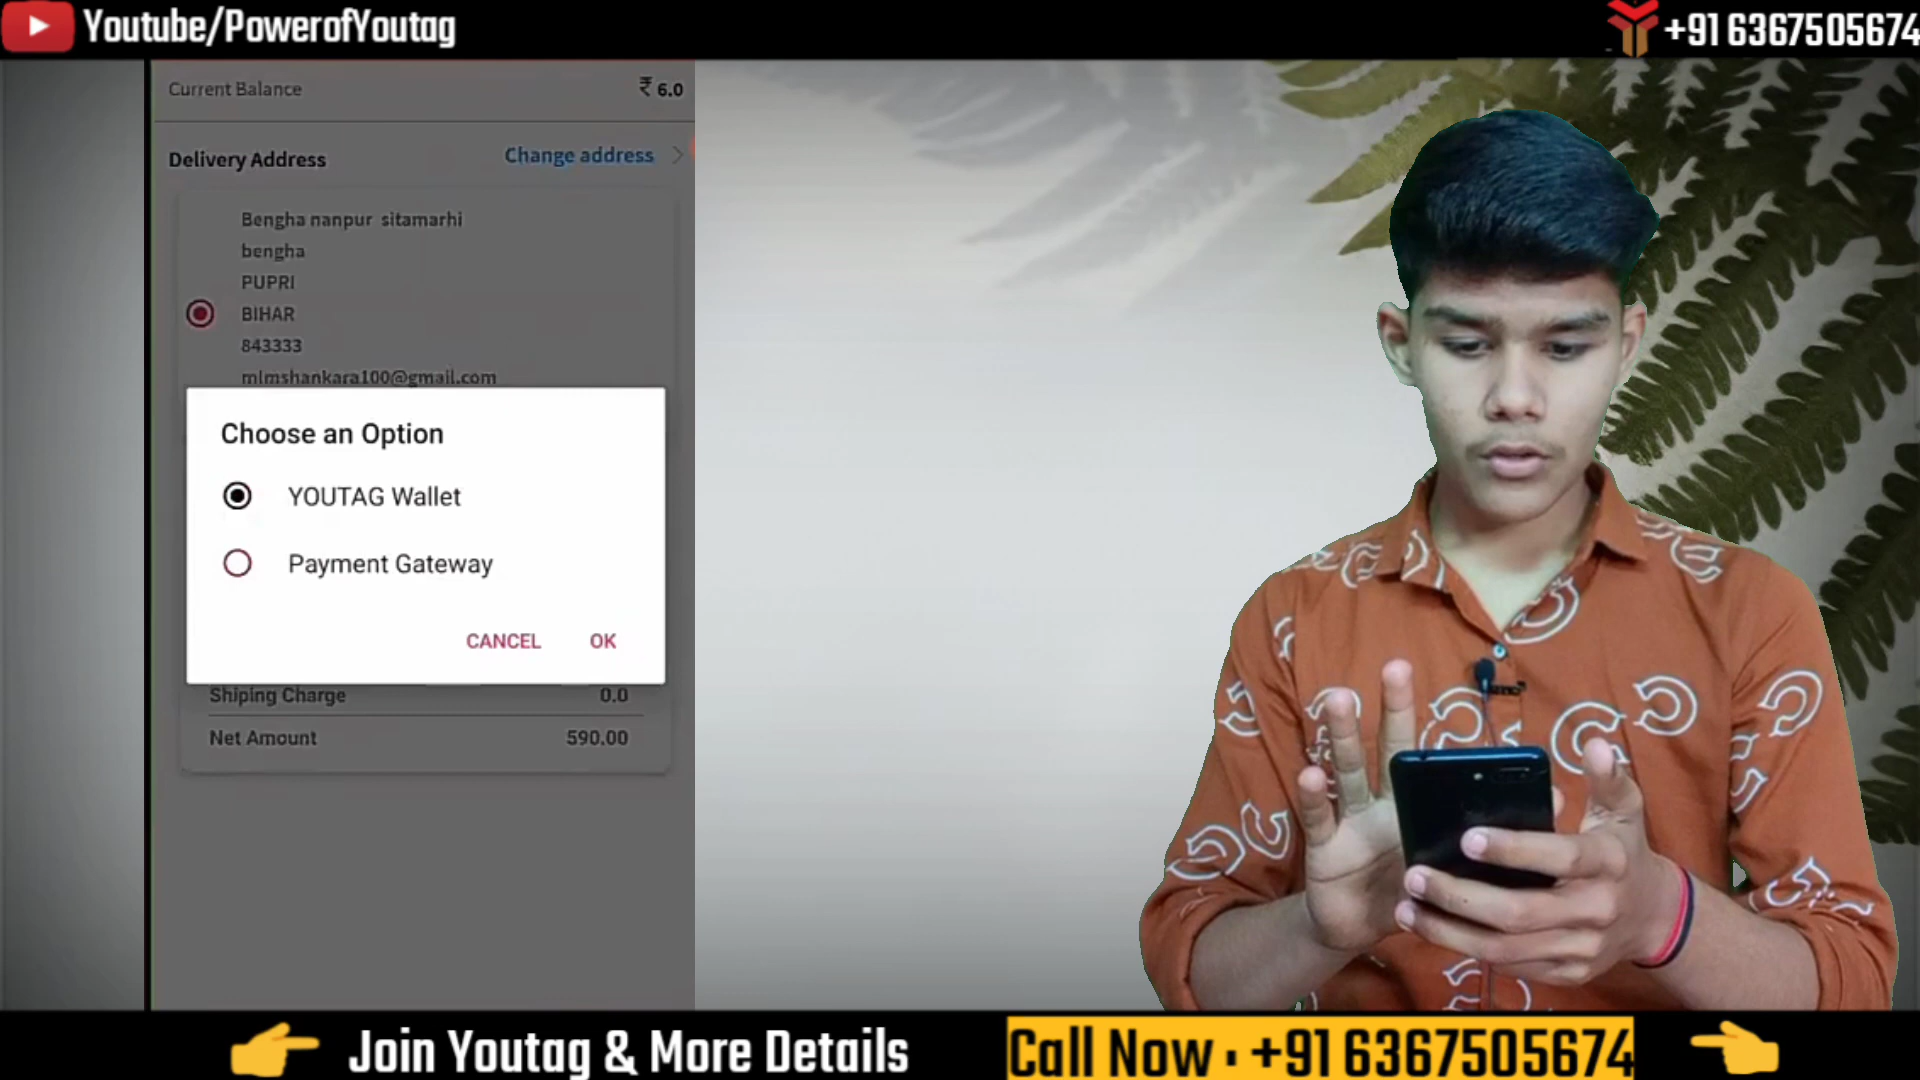 Youtube/PowerofYoutag
+91 6367505674
Current Balance
₹ 6.0
Delivery Address
Change address
Bengha nanpur sitamarhi
bengha
PUPRI
BIHAR
843333
mlmshankara100@gmail.com
Choose an Option
YOUTAG Wallet
Payment Gateway
CANCEL OK
Shiping Charge 0.0
Net Amount 590.00
Join Youtag & More Details
Call Now : +91 6367505674